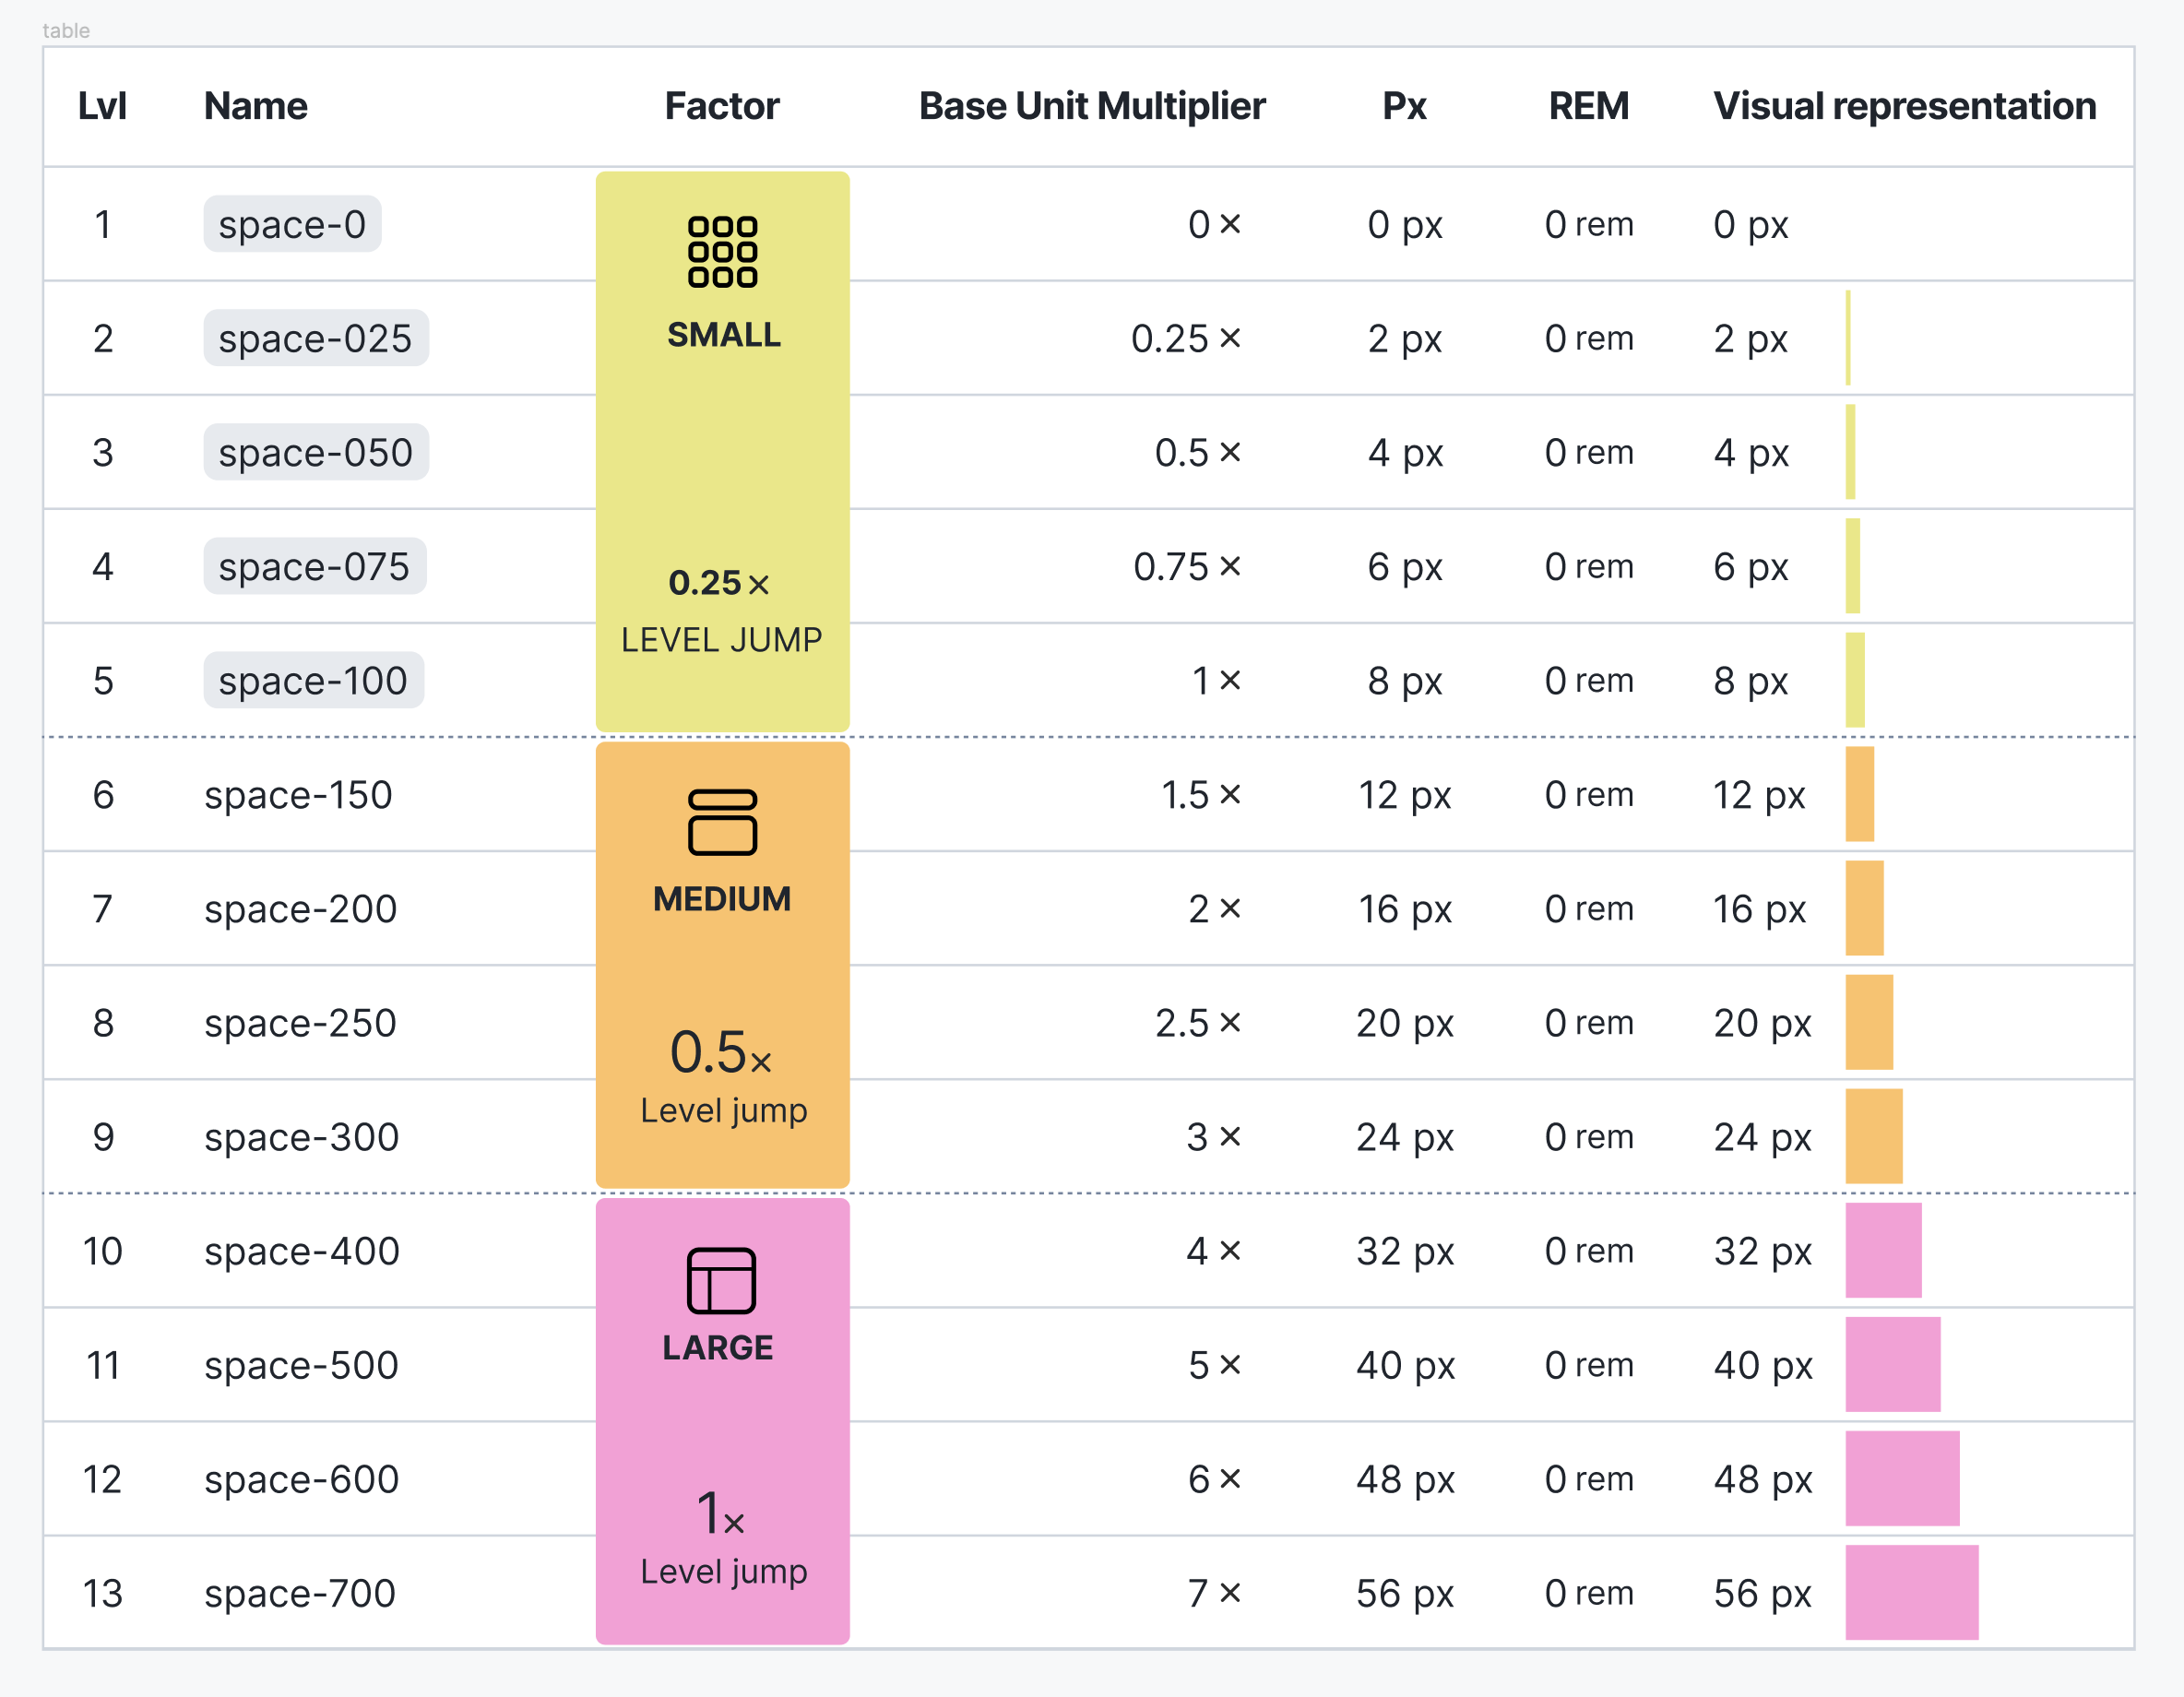 table
Lvl Name Factor Base Unit Multiplier Px REM Visual representation
1 space-0 0 × 0 px 0 rem 0 px
SMALL
2 space-025 0.25 × 2 px 0 rem 2 px
3 space-050 0.5 × 4 px 0 rem 4 px
4 space-075 0.75 × 6 px 0 rem 6 px
0.25 ×
LEVEL JUMP
5 space-100 1 × 8 px 0 rem 8 px
6 space-150 1.5 × 12 px 0 rem 12 px
MEDIUM
7 space-200 2 × 16 px 0 rem 16 px
8 space-250 2.5 × 20 px 0 rem 20 px
0.5×
Level jump
9 space-300 3 × 24 px 0 rem 24 px
10 space-400 4 × 32 px 0 rem 32 px
LARGE
11 space-500 5 × 40 px 0 rem 40 px
12 space-600 6 × 48 px 0 rem 48 px
1×
Level jump
13 space-700 7 × 56 px 0 rem 56 px